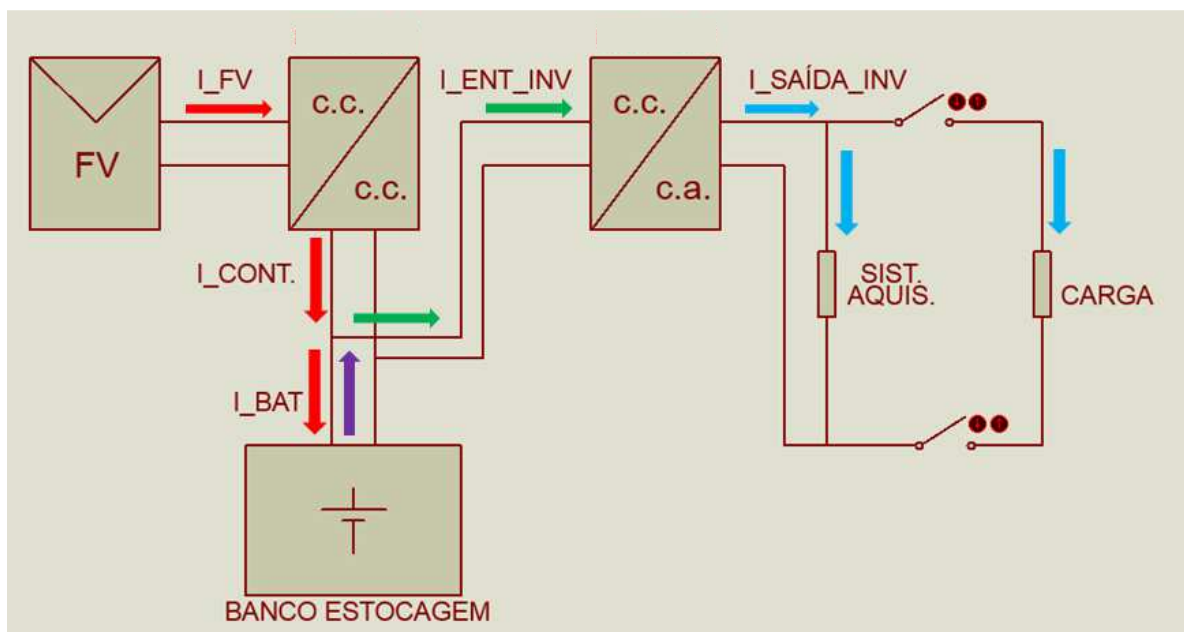 I_FV
I_ENT_INV
I_SAÍDA_INV
FV
c.c.
c.c.
c.c.
c.a.
I_CONT.
SIST.
AQUIS.
CARGA
I_BAT
BANCO ESTOCAGEM